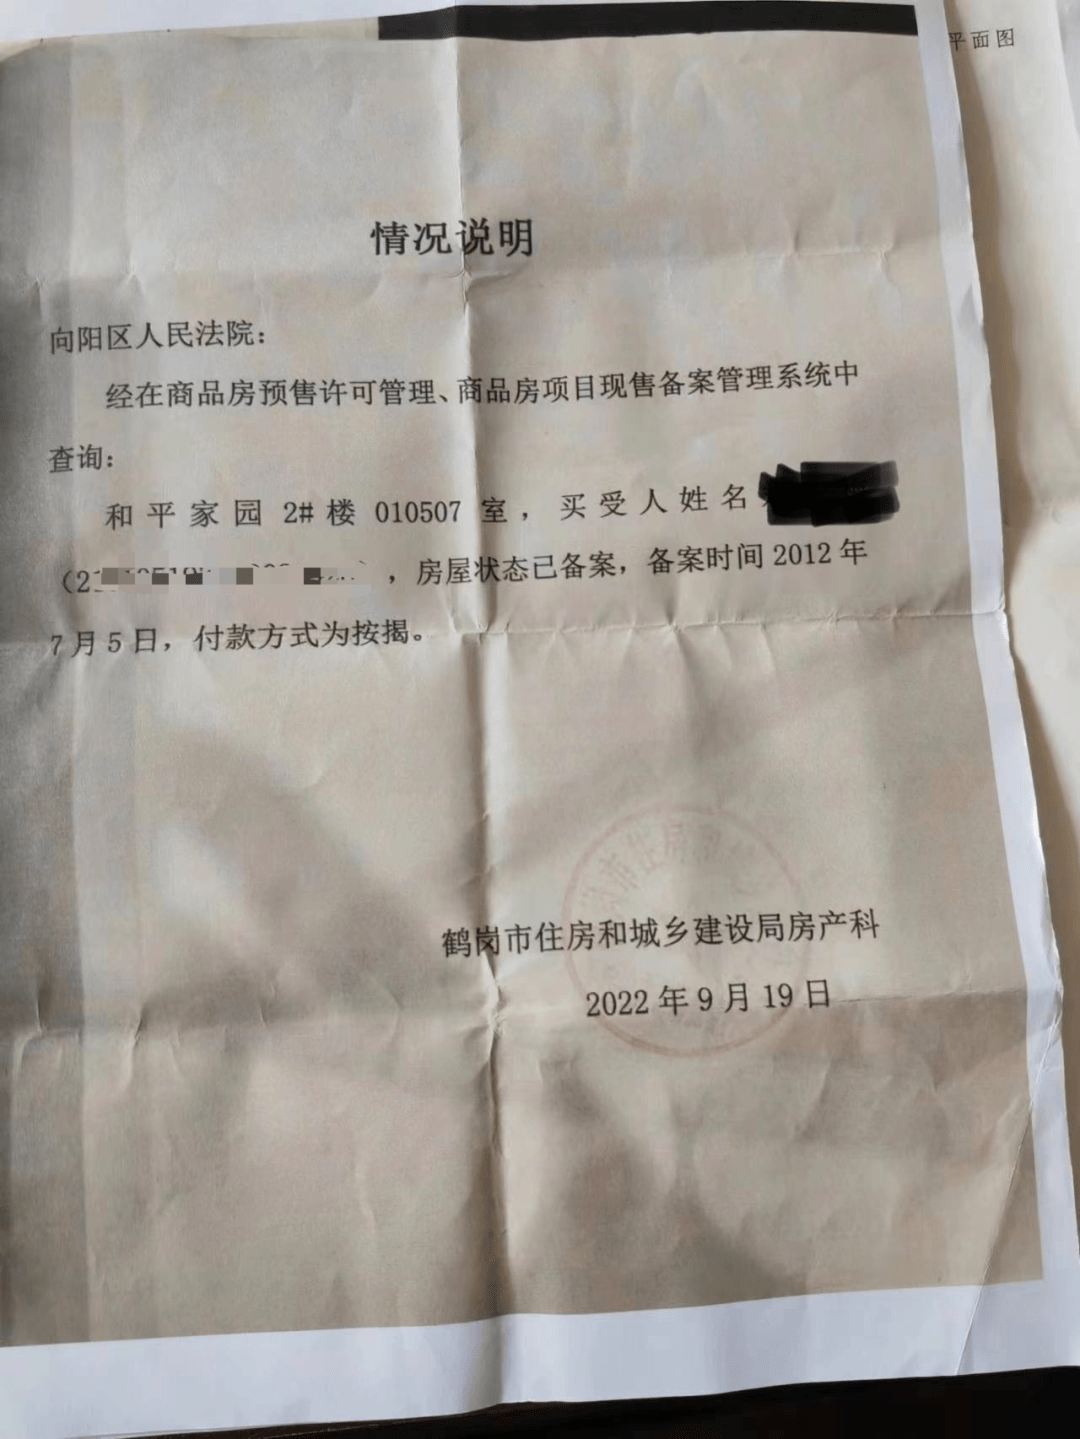 平面图
情况说明
向阳区人民法院：
经在商品房预售许可管理、商品房项目现售备案管理系统中
查询：
和平家园 2#楼 010507 室，买受人姓名
（2 ），房屋状态已备案，备案时间 2012 年
7 月 5 日，付款方式为按揭。
鹤岗市住房和城乡建设局房产科
2022 年 9 月 19 日